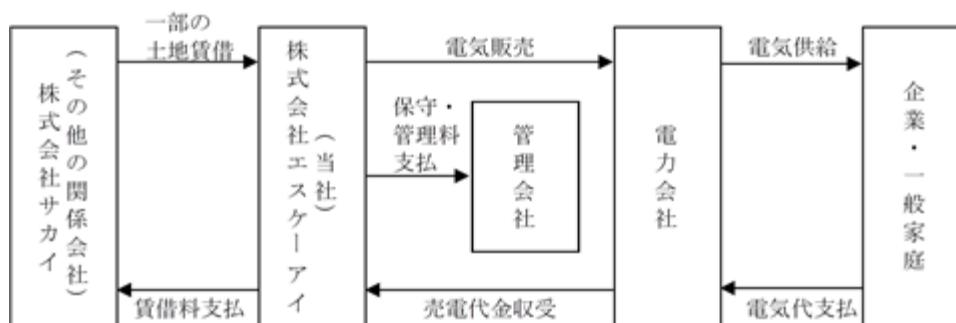 株式会社サカイ
（その他の関係会社）
一部の
土地賃借
賃借料支払
株式会社エスケーアイ
（当社）
電気販売
保守・
管理料
支払
管理会社
売電代金収受
電力会社
電気供給
電気代支払
企業・一般家庭